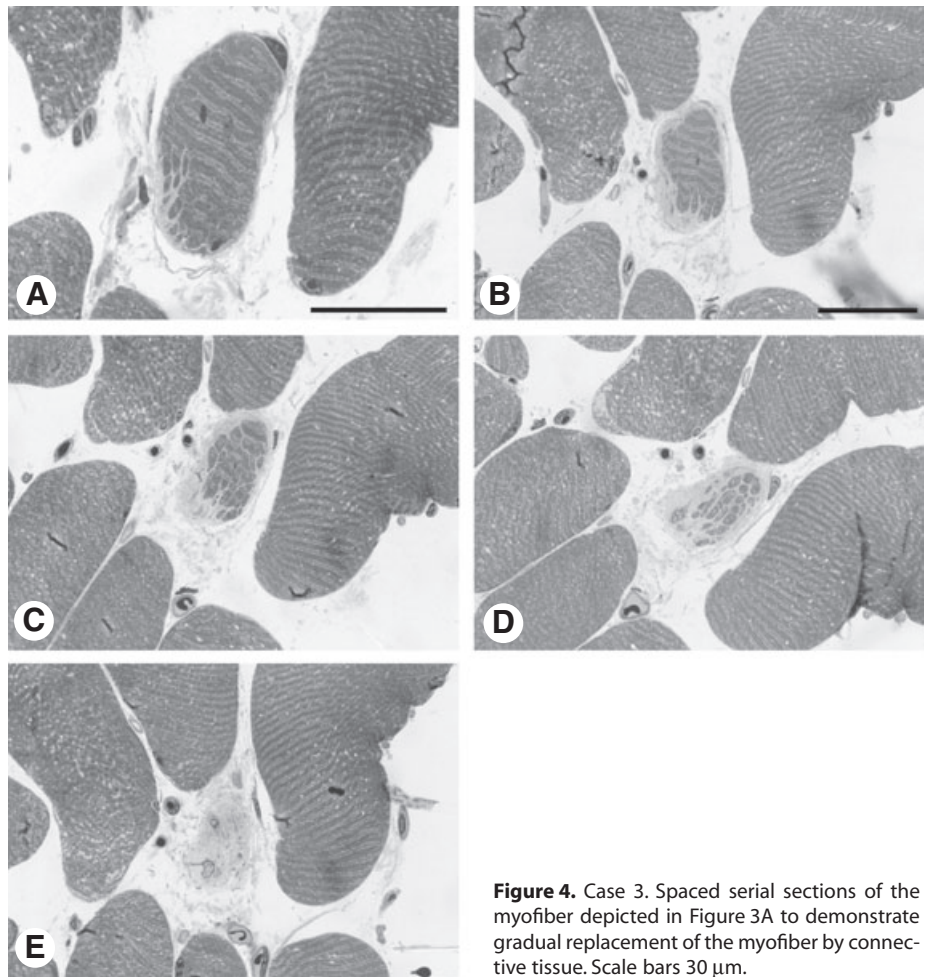 A
B
C
D
E
Figure 4. Case 3. Spaced serial sections of the
myofiber depicted in Figure 3A to demonstrate
gradual replacement of the myofiber by connec-
tive tissue. Scale bars 30 μm.